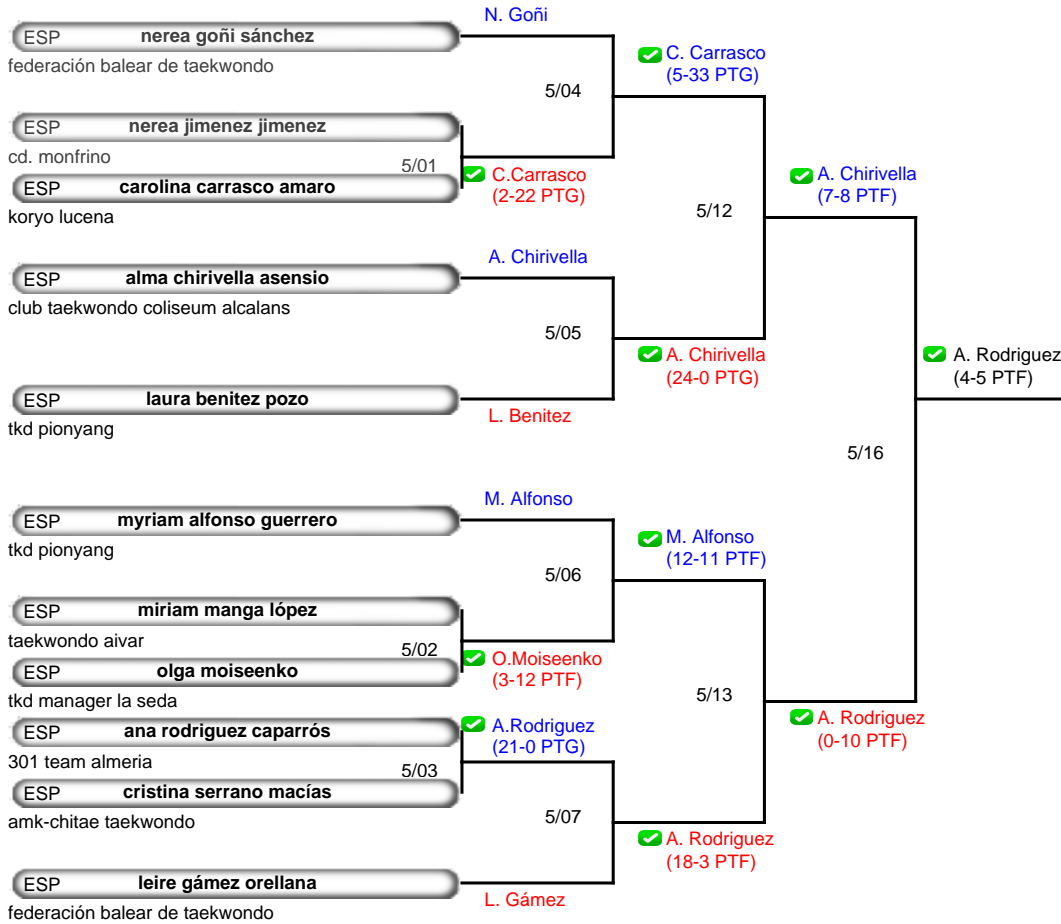 N. Goñi
ESP nerea goñi sánchez
federación balear de taekwondo
C. Carrasco
(5-33 PTG)
5/04
ESP nerea jimenez jimenez
cd. monfrino
5/01
C.Carrasco
(2-22 PTG)
ESP carolina carrasco amaro
koryo lucena
A. Chirivella
(7-8 PTF)
5/12
A. Chirivella
ESP alma chirivella asensio
club taekwondo coliseum alcalans
5/05
A. Chirivella
(24-0 PTG)
A. Rodriguez
(4-5 PTF)
ESP laura benitez pozo
L. Benitez
tkd pionyang
5/16
M. Alfonso
ESP myriam alfonso guerrero
tkd pionyang
M. Alfonso
(12-11 PTF)
5/06
ESP miriam manga lópez
taekwondo aivar
5/02
O.Moiseenko
(3-12 PTF)
ESP olga moiseenko
tkd manager la seda
5/13
A. Rodriguez
(0-10 PTF)
ESP ana rodriguez caparrós
A.Rodriguez
(21-0 PTG)
301 team almeria
5/03
ESP cristina serrano macías
amk-chitae taekwondo
5/07
A. Rodriguez
(18-3 PTF)
ESP leire gámez orellana
L. Gámez
federación balear de taekwondo